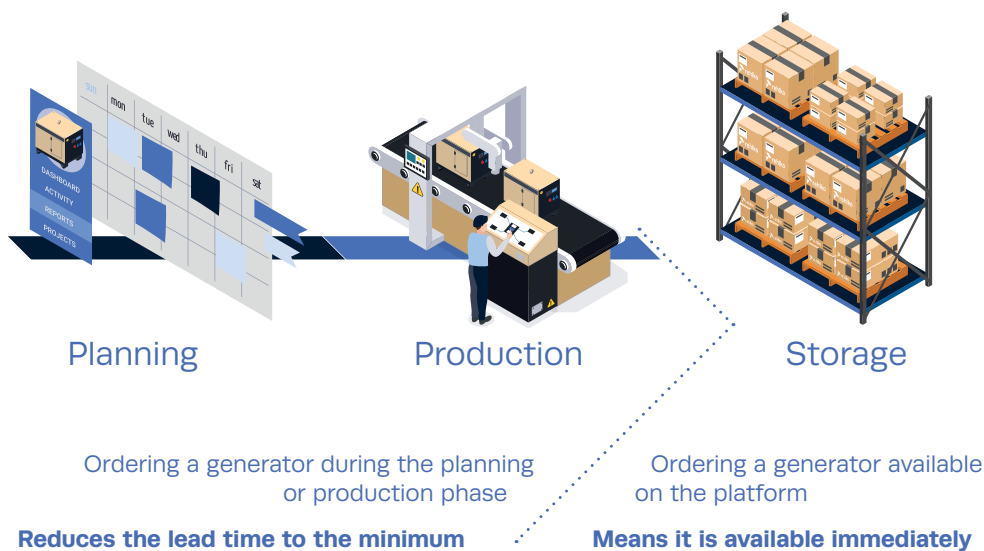 sun mon tue wed thu fri sat
DASHBOARD
ACTIVITY
REPORTS
PROJECTS
Planning
Production
Storage
Ordering a generator during the planning
or production phase
Reduces the lead time to the minimum
Ordering a generator available
on the platform
Means it is available immediately